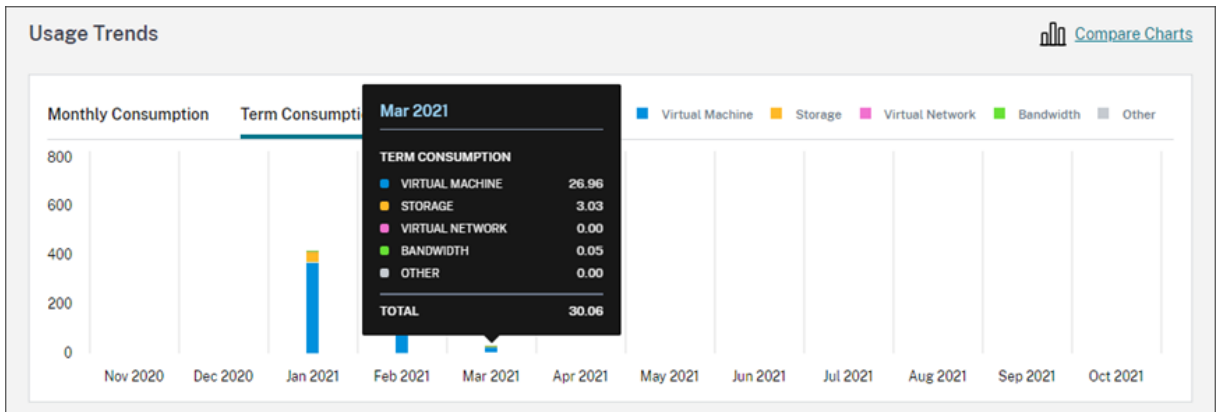 Usage Trends
Compare Charts
Monthly Consumption
Term Consumpti
Virtual Machine
Storage
Virtual Network
Bandwidth
Other
Mar 2021
TERM CONSUMPTION
VIRTUAL MACHINE 26.96
STORAGE 3.03
VIRTUAL NETWORK 0.00
BANDWIDTH 0.05
OTHER 0.00
TOTAL 30.06
800
600
400
200
0
Nov 2020 Dec 2020 Jan 2021 Feb 2021 Mar 2021 Apr 2021 May 2021 Jun 2021 Jul 2021 Aug 2021 Sep 2021 Oct 2021